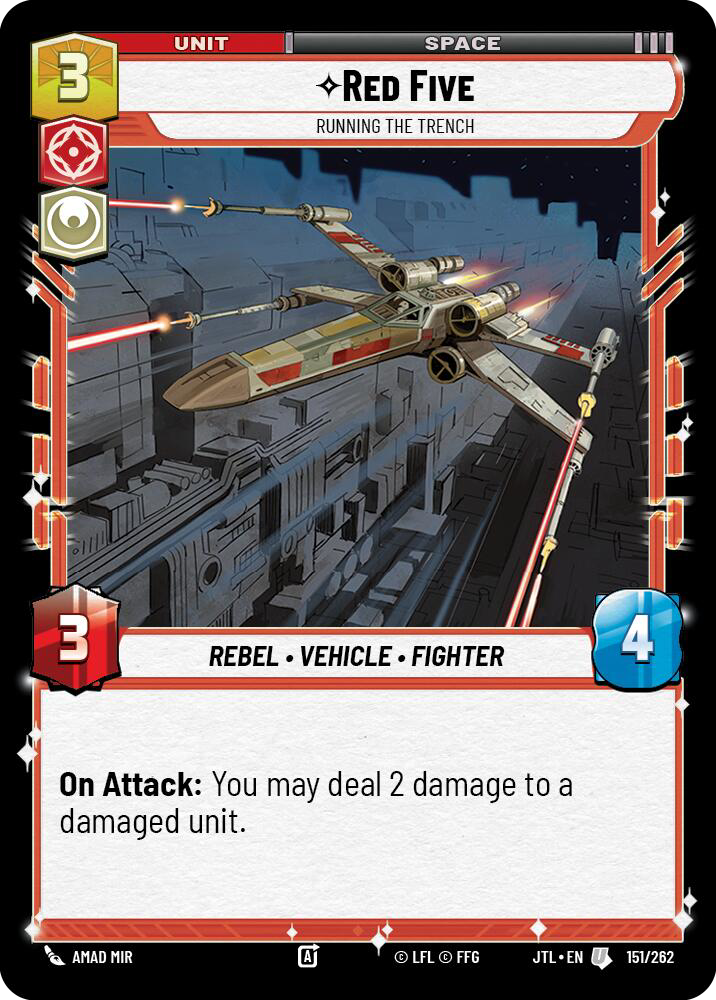 UNIT
SPACE
3
✧RED FIVE
RUNNING THE TRENCH
3
REBEL • VEHICLE • FIGHTER
4
On Attack: You may deal 2 damage to a
damaged unit.
AMAD MIR
A
© LFL © FFG
JTL • EN
U
151/262